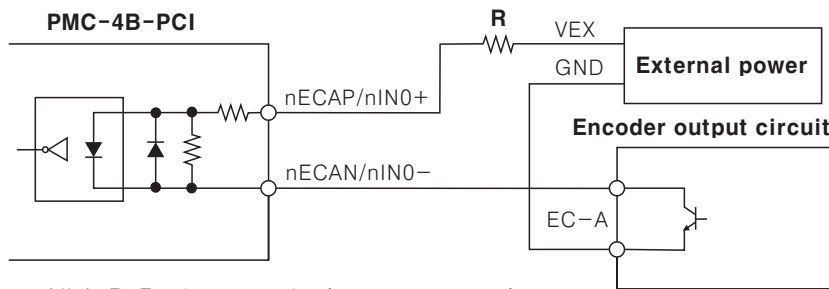 PMC-4B-PCI
R
VEX
GND
External power
nECAP/nIN0+
Encoder output circuit
nECAN/nIN0-
EC-A